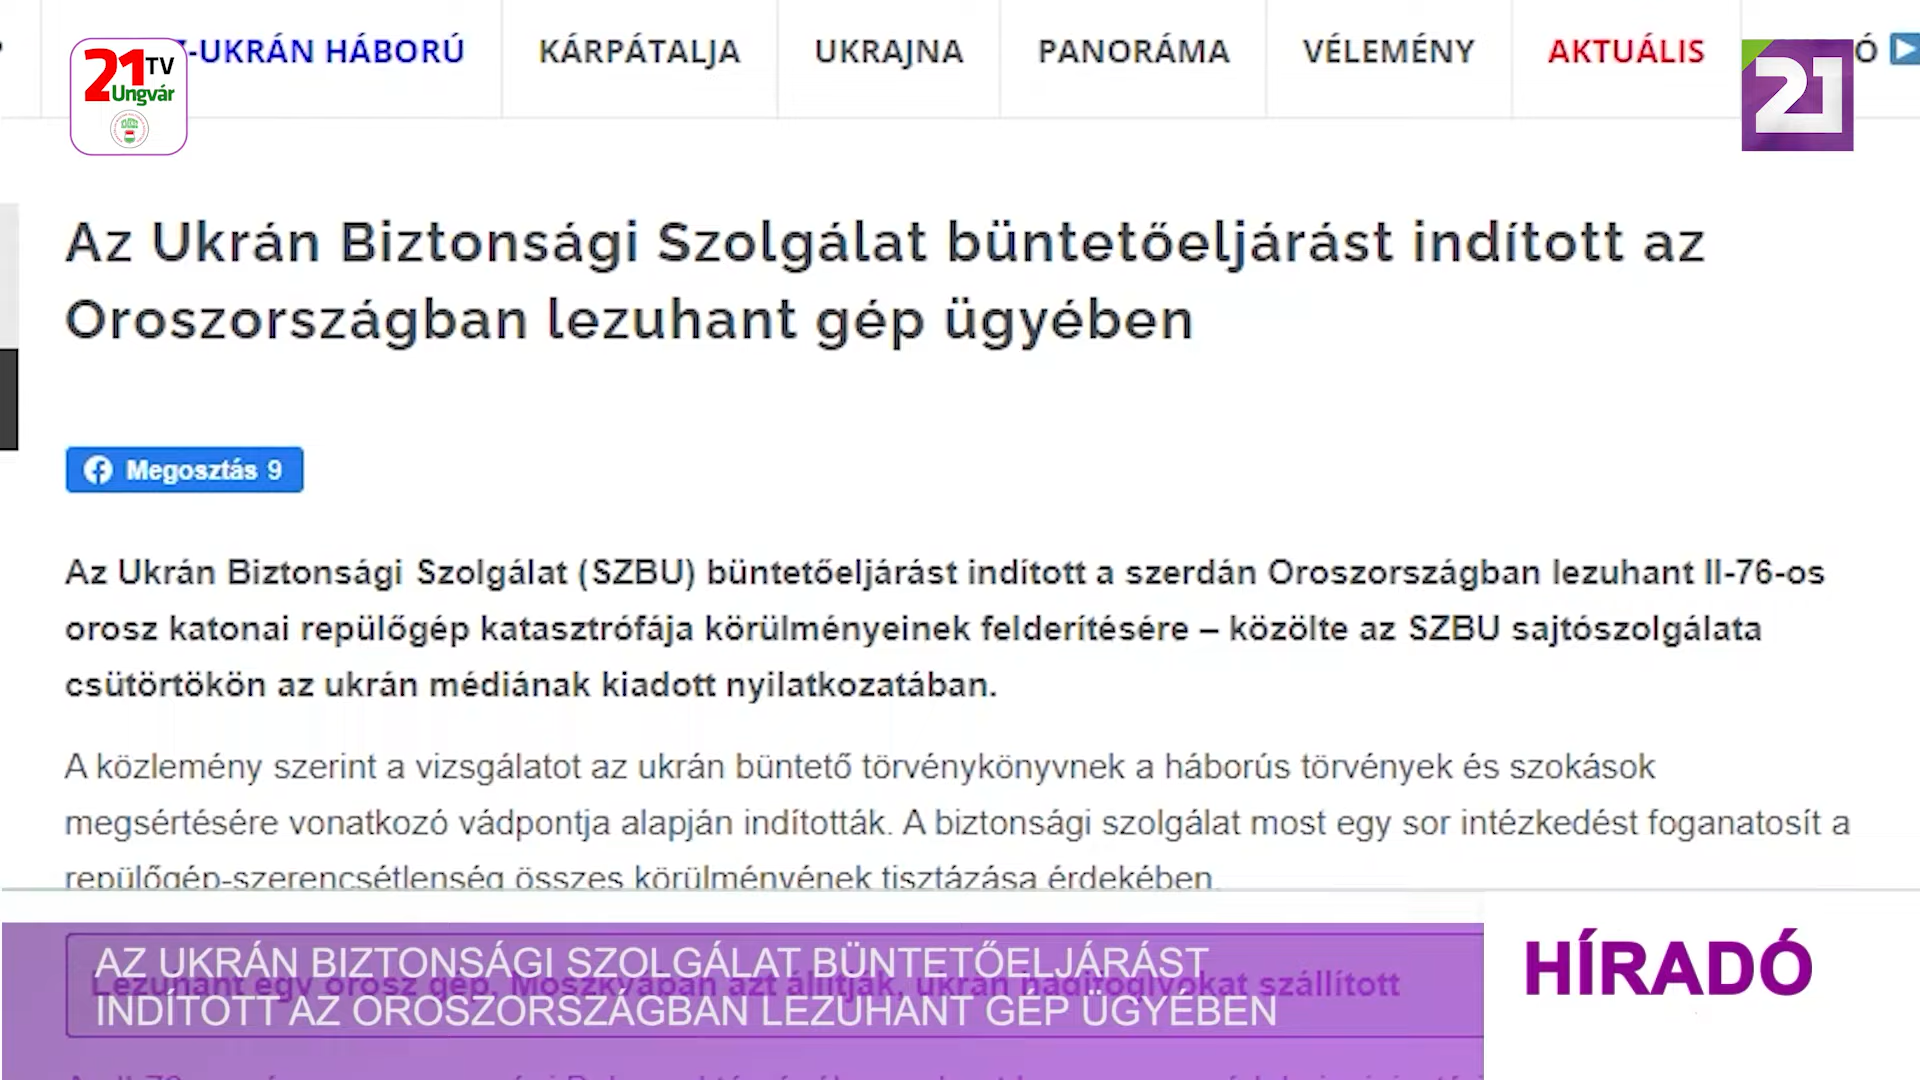 -UKRÁN HÁBORÚ KÁRPÁTALJA UKRAJNA PANORÁMA VÉLEMÉNY AKTUÁLIS
21 TV
Ungvár
21
Az Ukrán Biztonsági Szolgálat büntetőeljárást indított az
Oroszországban lezuhant gép ügyében
Megosztás 9
Az Ukrán Biztonsági Szolgálat (SZBU) büntetőeljárást indított a szerdán Oroszországban lezuhant Il-76-os
orosz katonai repülőgép katasztrófája körülményeinek felderítésére – közölte az SZBU sajtószolgálata
csütörtökön az ukrán médiának kiadott nyilatkozatában.
A közlemény szerint a vizsgálatot az ukrán büntető törvénykönyvnek a háborús törvények és szokások
megsértésére vonatkozó vádpontja alapján indították. A biztonsági szolgálat most egy sor intézkedést foganatosít a
repülőgép-szerencsétlenség összes körülményének tisztázása érdekében.
AZ UKRÁN BIZTONSÁGI SZOLGÁLAT BÜNTETŐELJÁRÁST
Lezuhant egy orosz gép, Moszkvában azt állítják, ukrán hadifoglyokat szállított
INDÍTOTT AZ OROSZORSZÁGBAN LEZUHANT GÉP ÜGYÉBEN
HÍRADÓ